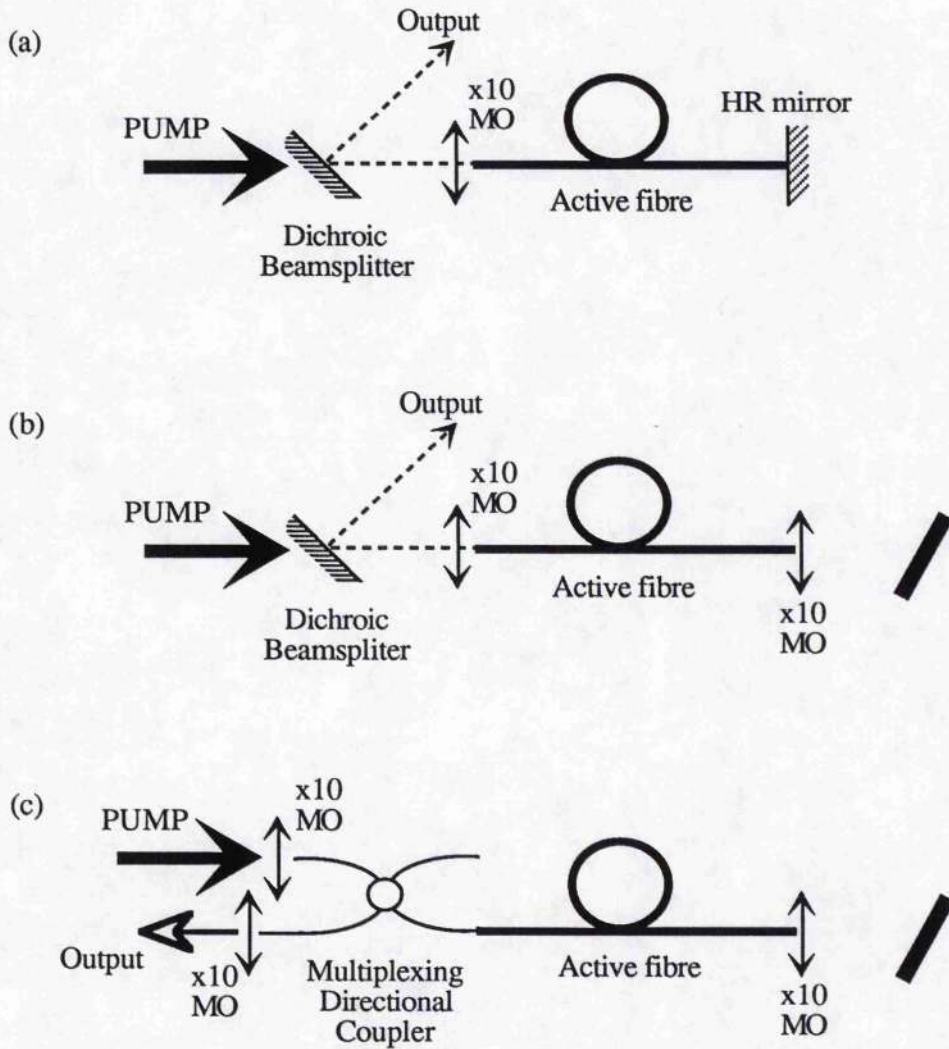 (a)
Output
x10
MO
HR mirror
PUMP
Active fibre
Dichroic
Beamsplitter
(b)
Output
x10
MO
PUMP
Active fibre
x10
MO
Dichroic
Beamspliter
(c)
x10
MO
PUMP
Output
x10
MO
Multiplexing
Directional
Coupler
Active fibre
x10
MO